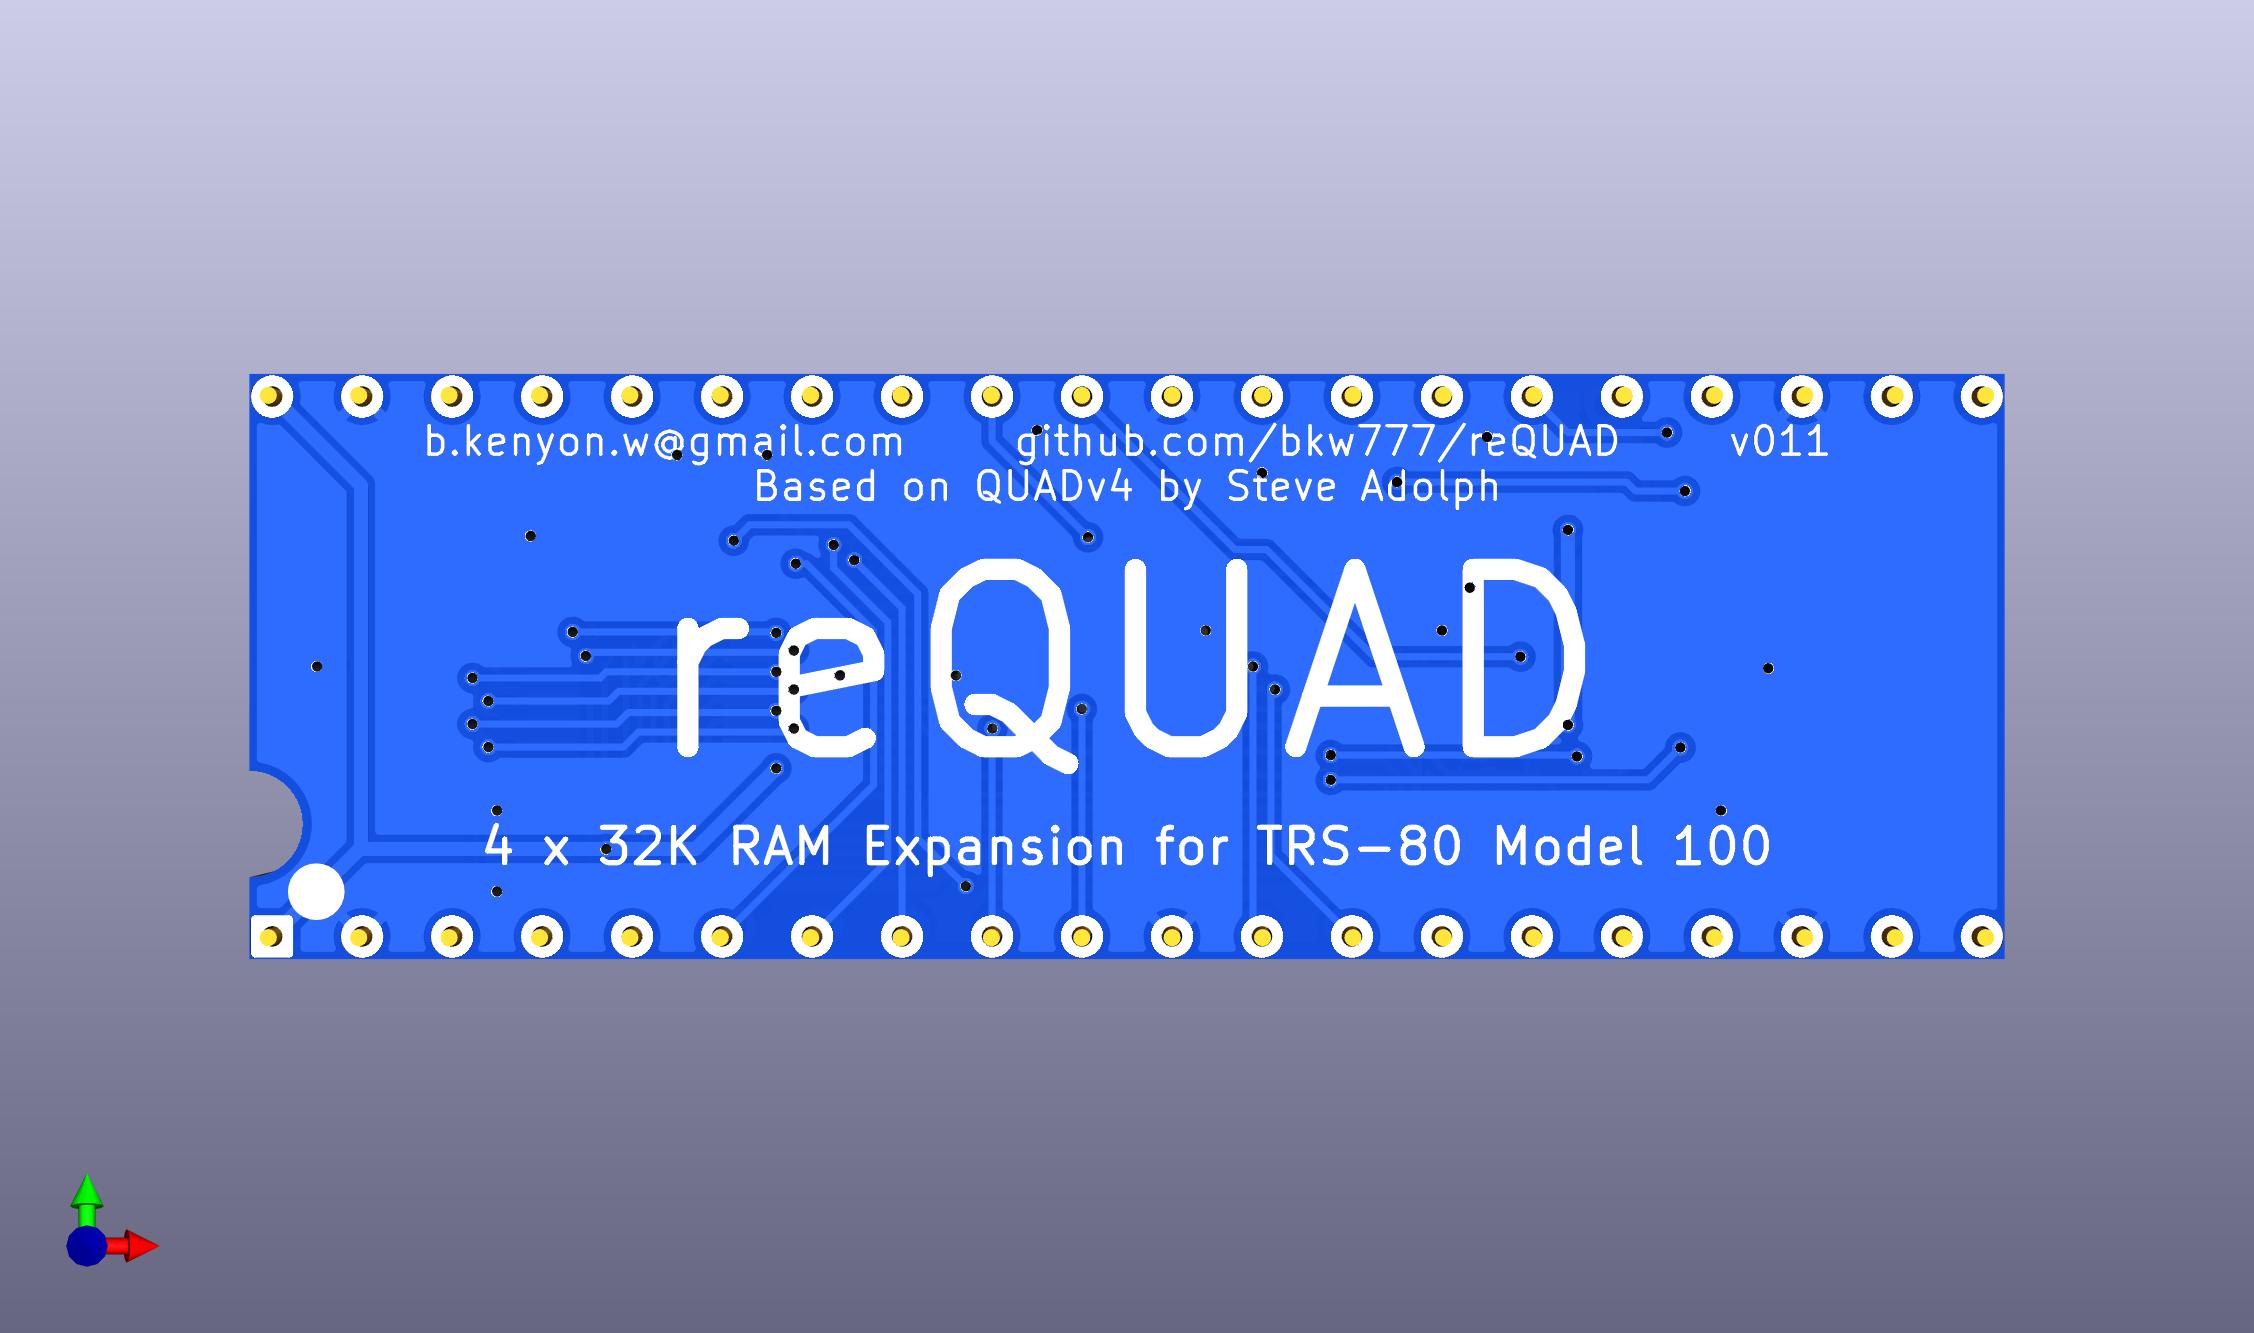 b.kenyon.w@gmail.com github.com/bkw777/reQUAD v011
Based on QUADv4 by Steve Adolph
reQUAD
4 x 32K RAM Expansion for TRS-80 Model 100